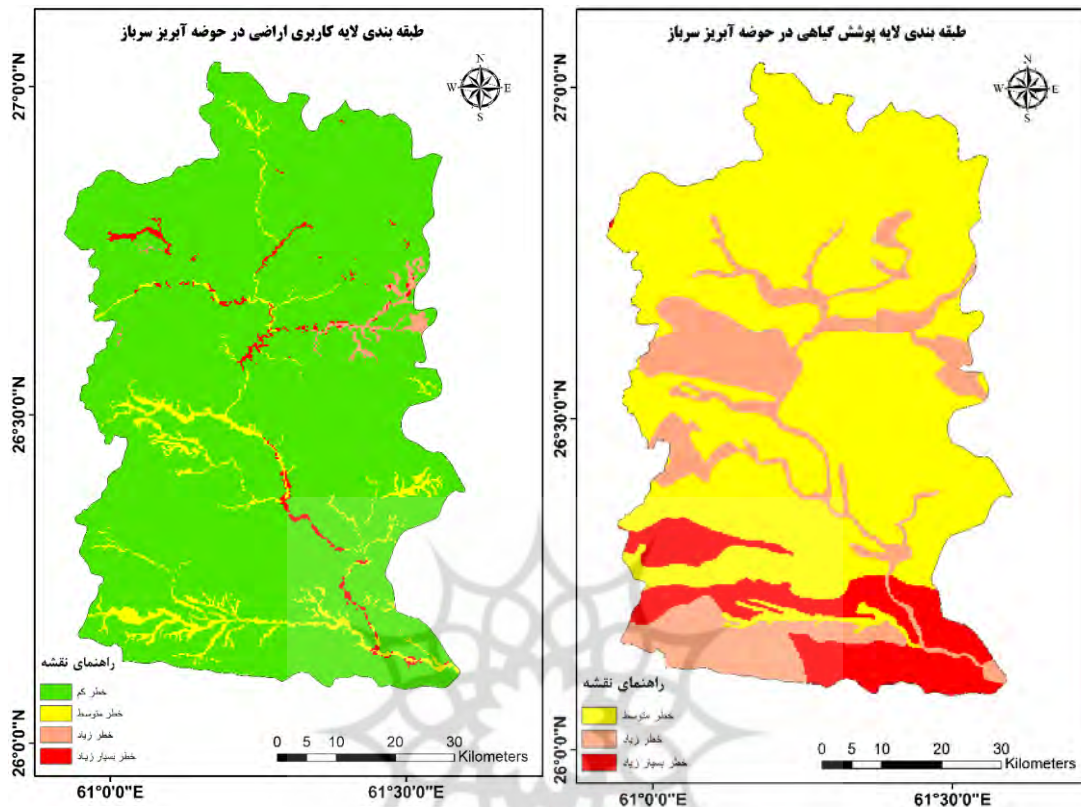 طبقه بندی لایه کاربری اراضی در حوضه آبریز سرباز
N
W E
S
27°0'0"N
26°30'0"N
26°0'0"N
راهنمای نقشه
خطر کم
خطر متوسط
خطر زیاد
خطر بسیار زیاد
0 5 10 20 30
Kilometers
61°0'0"E 61°30'0"E
طبقه بندی لایه پوشش گیاهی در حوضه آبریز سرباز
N
W E
S
27°0'0"N
26°30'0"N
26°0'0"N
راهنمای نقشه
خطر متوسط
خطر زیاد
خطر بسیار زیاد
0 5 10 20 30
Kilometers
61°0'0"E 61°30'0"E